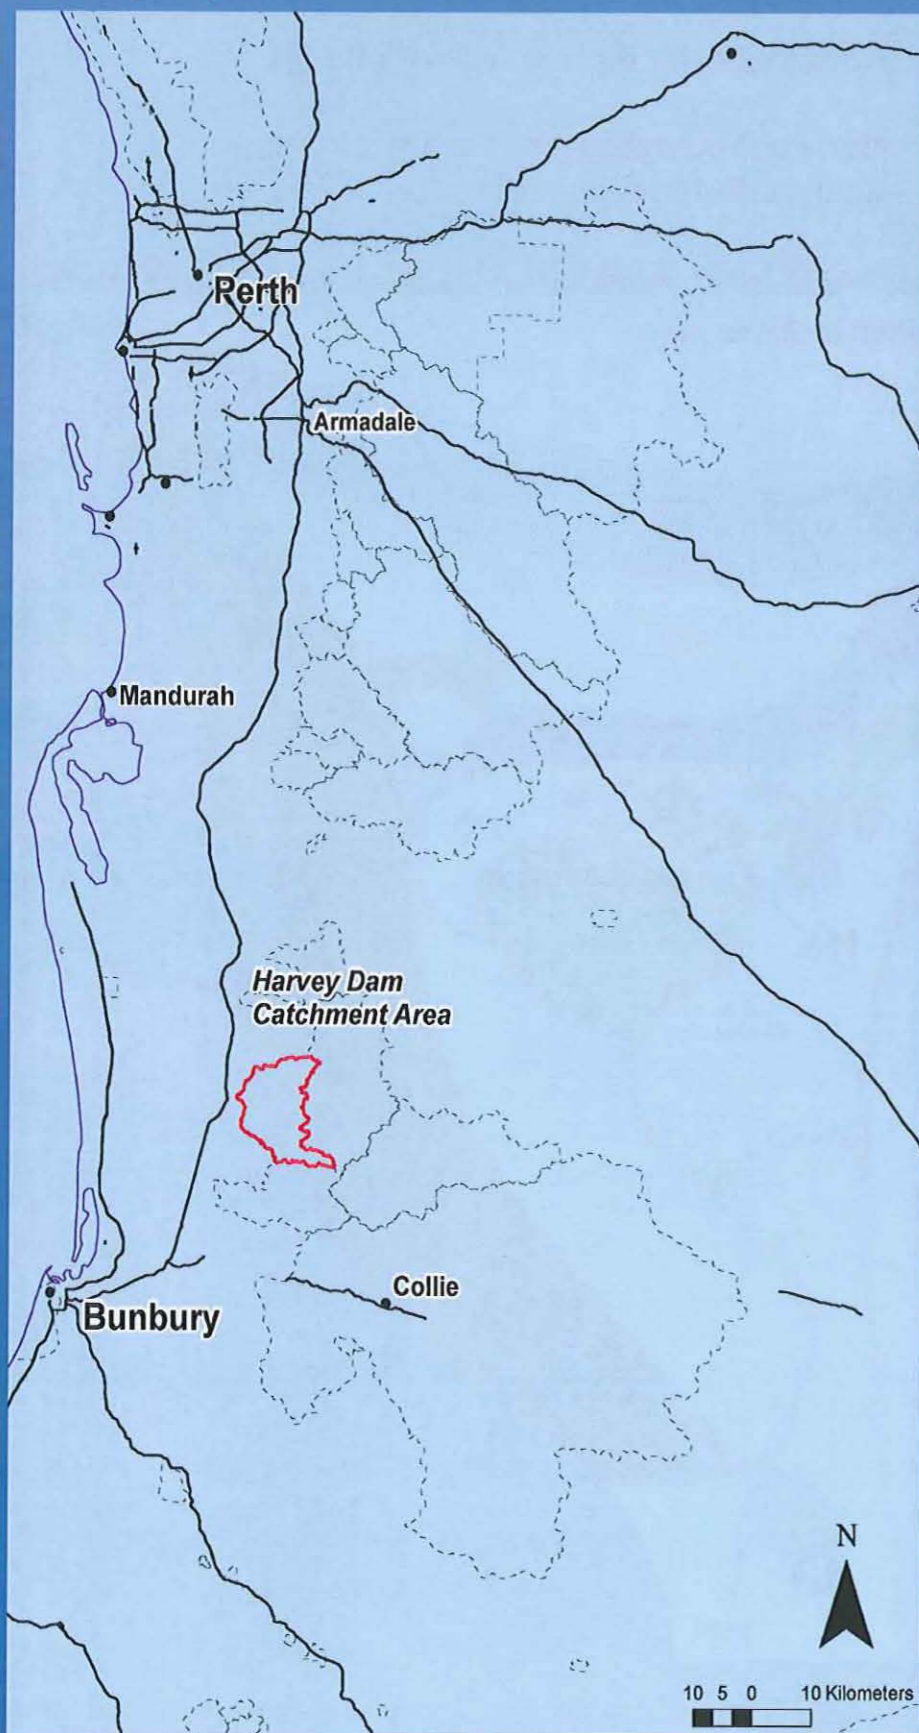 Perth
Armadale
Mandurah
Harvey Dam
Catchment Area
Collie
Bunbury
N
10 5 0 10 Kilometers